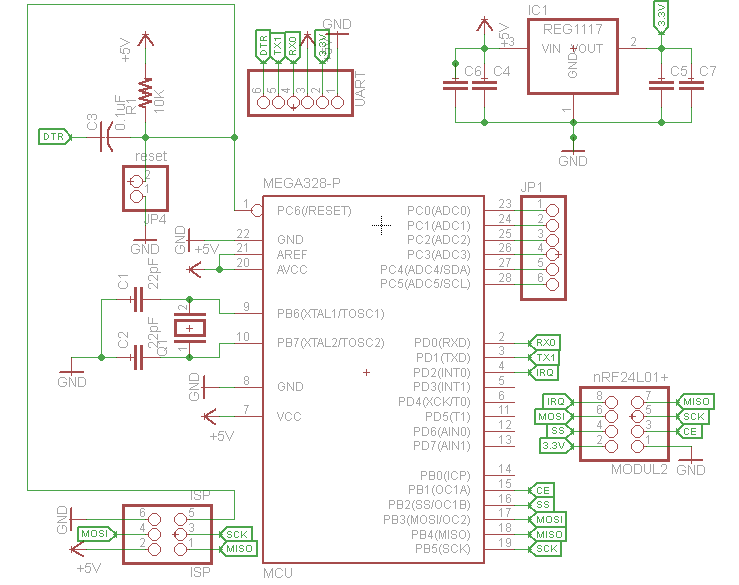 IC1
REG1117
VIN
VOUT
GND
3
2
1
+5V
3.3V
C6
C4
C5
C7
GND
GND
DTR
TX1
RX0
+5V
3.3V
6
5
4
3
2
1
UART
+5V
R1
10K
C3
0.1uF
DTR
reset
2
1
JP4
GND
MEGA328-P
1 PC6(/RESET)
22 GND
21 AREF
20 AVCC
9 PB6(XTAL1/TOSC1)
10 PB7(XTAL2/TOSC2)
8 GND
7 VCC
GND
+5V
C1
22pF
C2
22pF
Q1
2
1
GND
GND
+5V
PC0(ADC0) 23
PC1(ADC1) 24
PC2(ADC2) 25
PC3(ADC3) 26
PC4(ADC4/SDA) 27
PC5(ADC5/SCL) 28
JP1
1
2
3
4
5
6
PD0(RXD) 2 RX0
PD1(TXD) 3 TX1
PD2(INT0) 4 IRQ
PD3(INT1) 5
PD4(XCK/T0) 6
PD5(T1) 11
PD6(AIN0) 12
PD7(AIN1) 13
PB0(ICP) 14
PB1(OC1A) 15 CE
PB2(SS/OC1B) 16 SS
PB3(MOSI/OC2) 17 MOSI
PB4(MISO) 18 MISO
PB5(SCK) 19 SCK
MCU
nRF24L01+
IRQ 8 7 MISO
MOSI 6 5 SCK
SS 4 3 CE
3.3V 2 1
MODUL2
GND
ISP
GND 6 5
MOSI 4 3 SCK
2 1 MISO
+5V
ISP